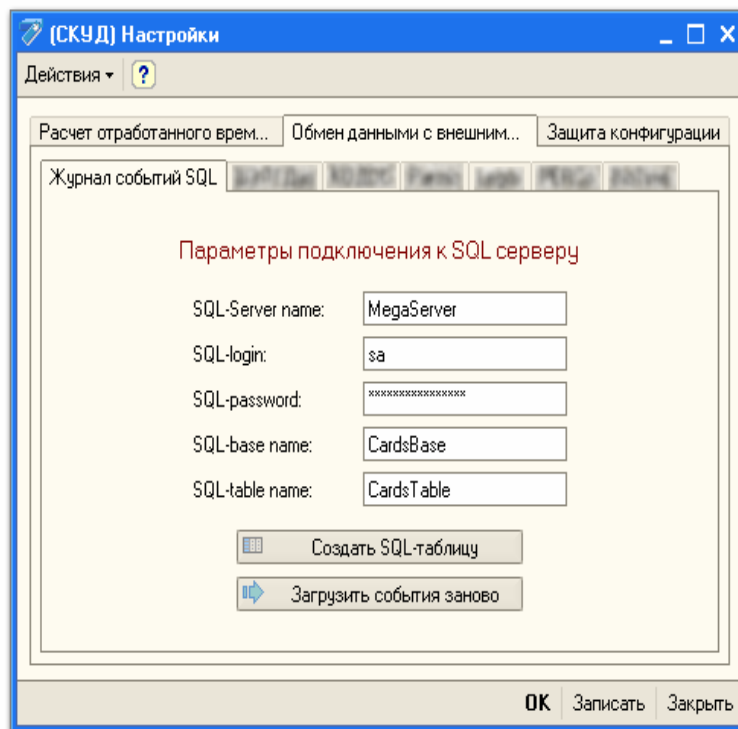 (СКУД) Настройки
Действия ?
Расчет отработанного врем... Обмен данными с внешним... Защита конфигурации
Журнал событий SQL
Параметры подключения к SQL серверу
SQL-Server name: MegaServer
SQL-login: sa
SQL-password: ****************
SQL-base name: CardsBase
SQL-table name: CardsTable
Создать SQL-таблицу
Загрузить события заново
OK Записать Закрыть